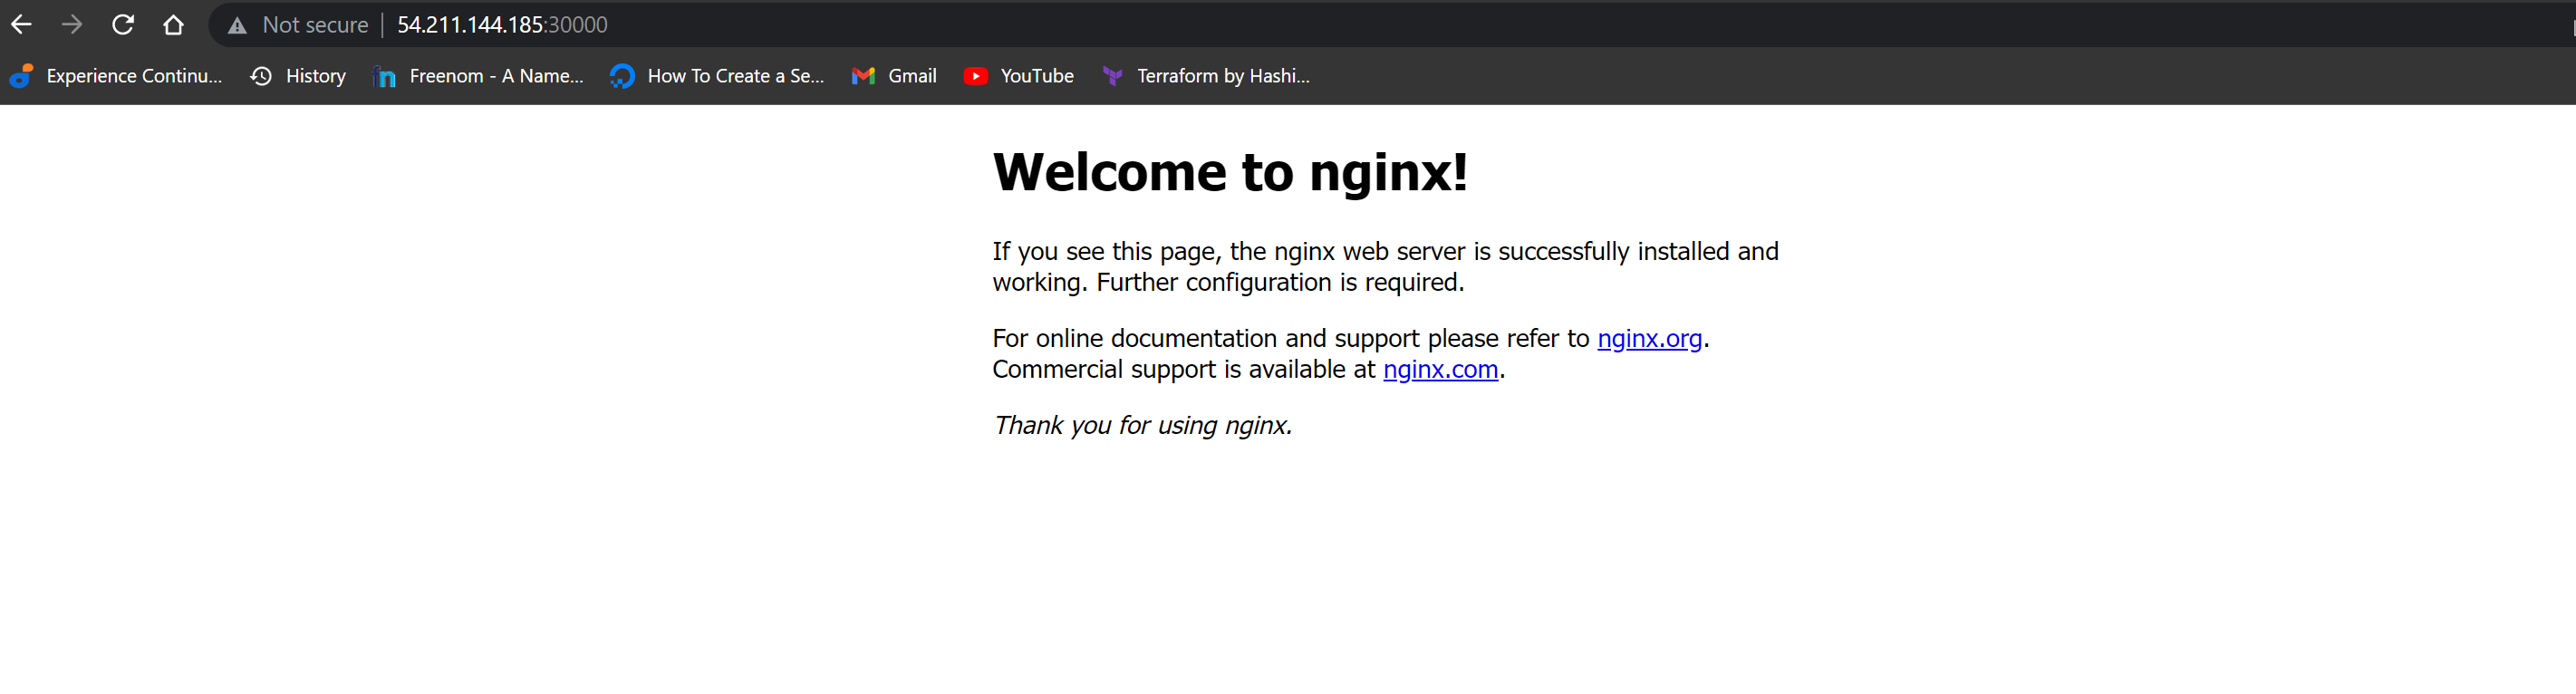 Not secure 54.211.144.185:30000
Experience Continu... History Freenom - A Name... How To Create a Se... Gmail YouTube Terraform by Hashi...
Welcome to nginx!
If you see this page, the nginx web server is successfully installed and
working. Further configuration is required.
For online documentation and support please refer to nginx.org.
Commercial support is available at nginx.com.
Thank you for using nginx.